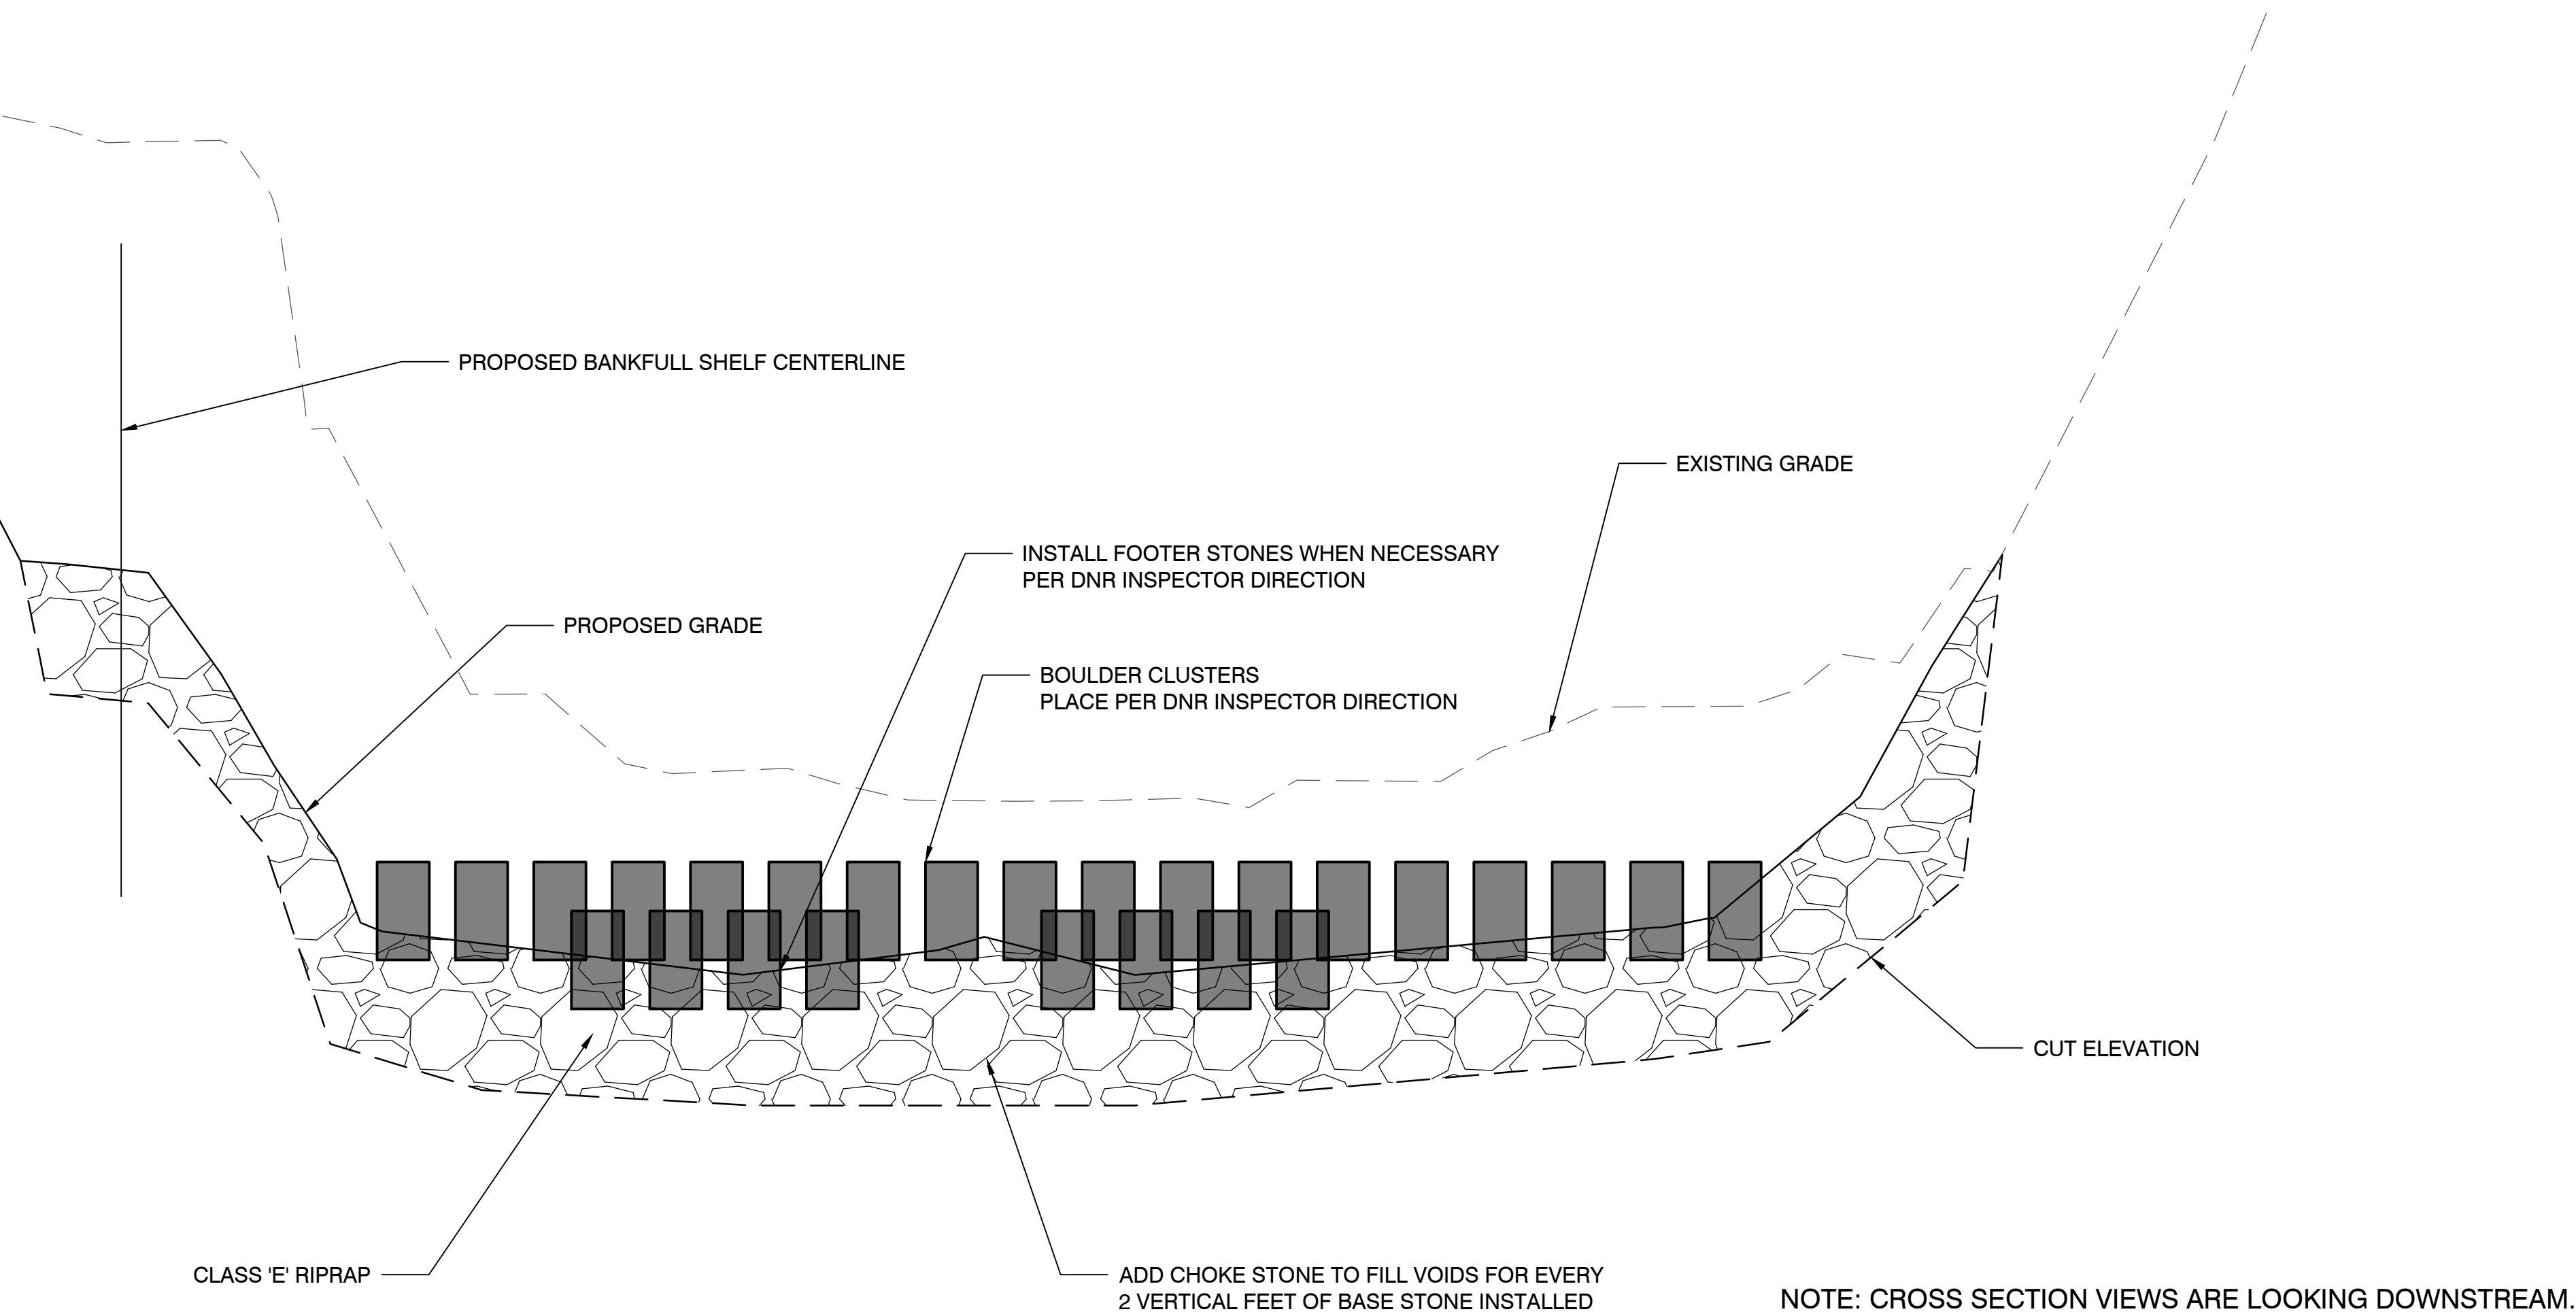 PROPOSED BANKFULL SHELF CENTERLINE
EXISTING GRADE
INSTALL FOOTER STONES WHEN NECESSARY
PER DNR INSPECTOR DIRECTION
PROPOSED GRADE
BOULDER CLUSTERS
PLACE PER DNR INSPECTOR DIRECTION
CUT ELEVATION
CLASS 'E' RIPRAP
ADD CHOKE STONE TO FILL VOIDS FOR EVERY
2 VERTICAL FEET OF BASE STONE INSTALLED
NOTE: CROSS SECTION VIEWS ARE LOOKING DOWNSTREAM.